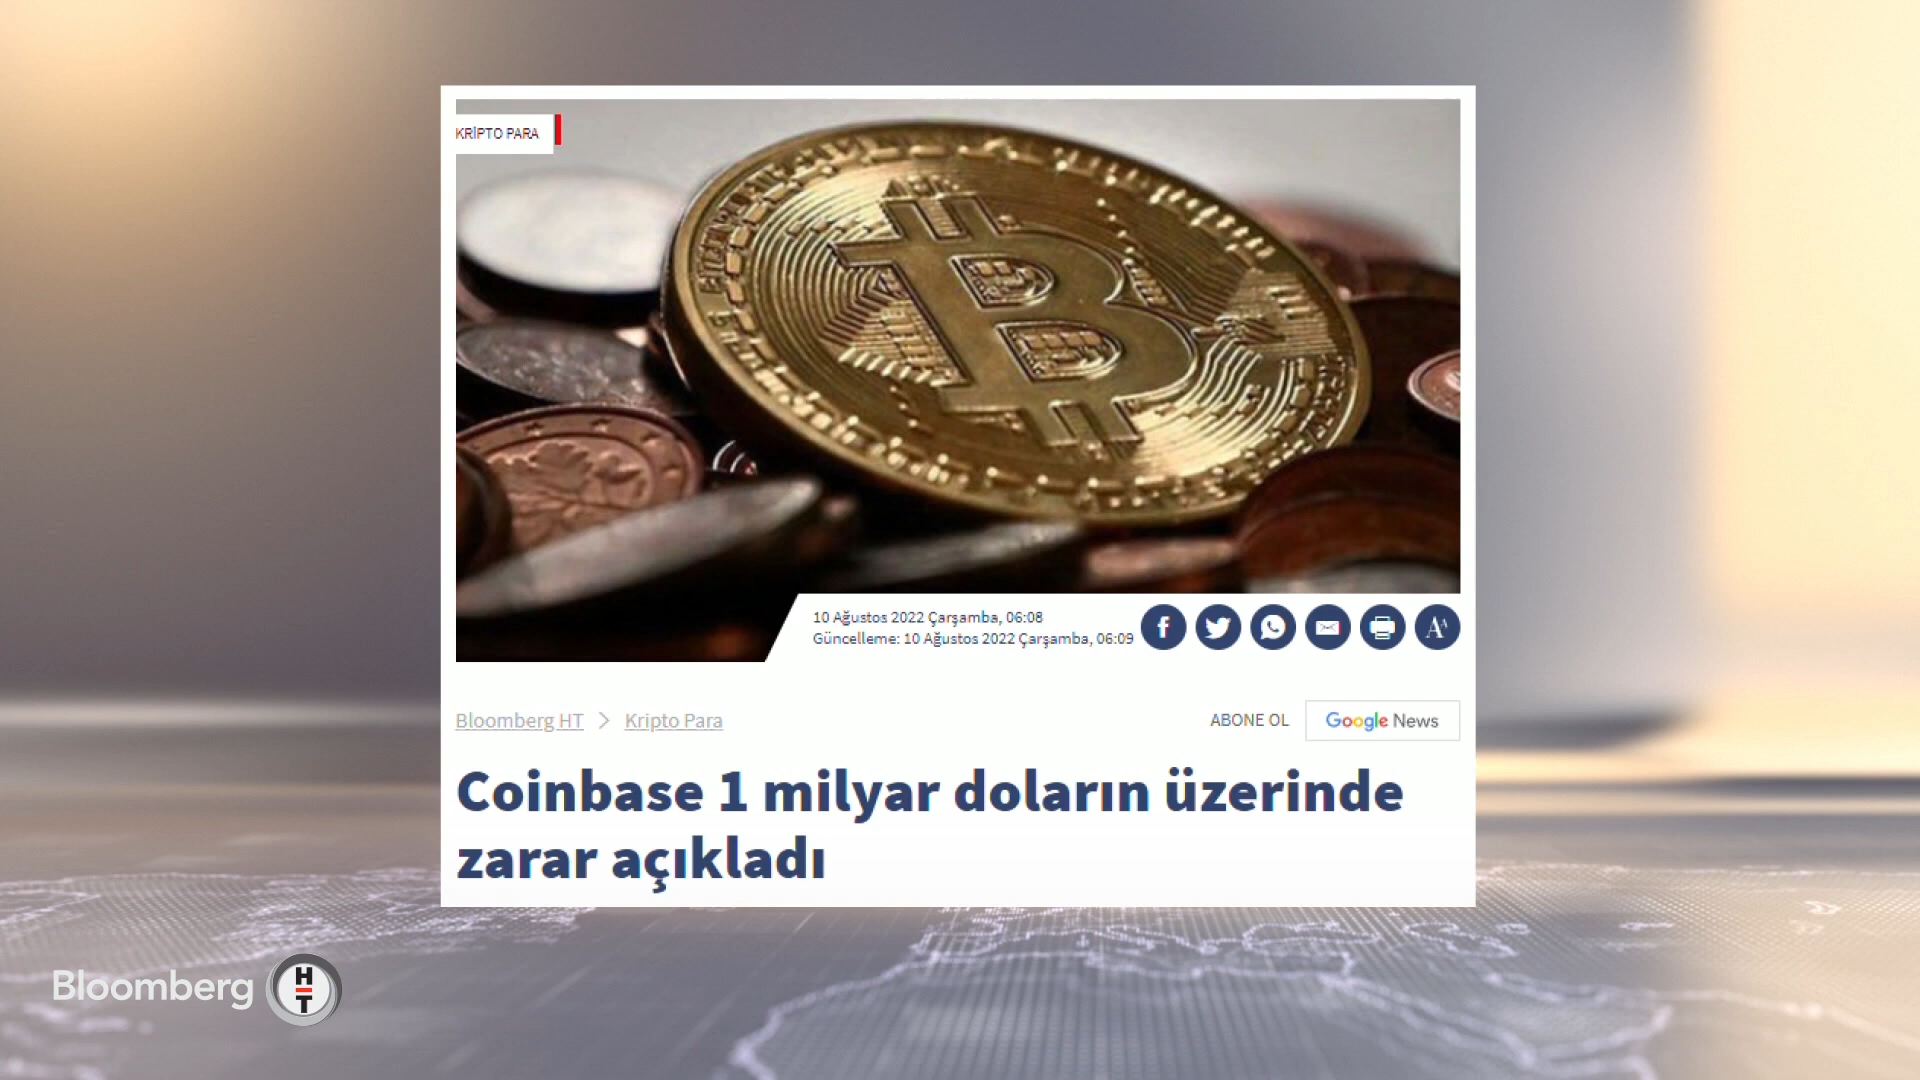 KRİPTO PARA
10 Ağustos 2022 Çarşamba, 06:08
Güncelleme: 10 Ağustos 2022 Çarşamba, 06:09
Bloomberg HT > Kripto Para
ABONE OL
Google News
Coinbase 1 milyar doların üzerinde
zarar açıkladı
Bloomberg HT